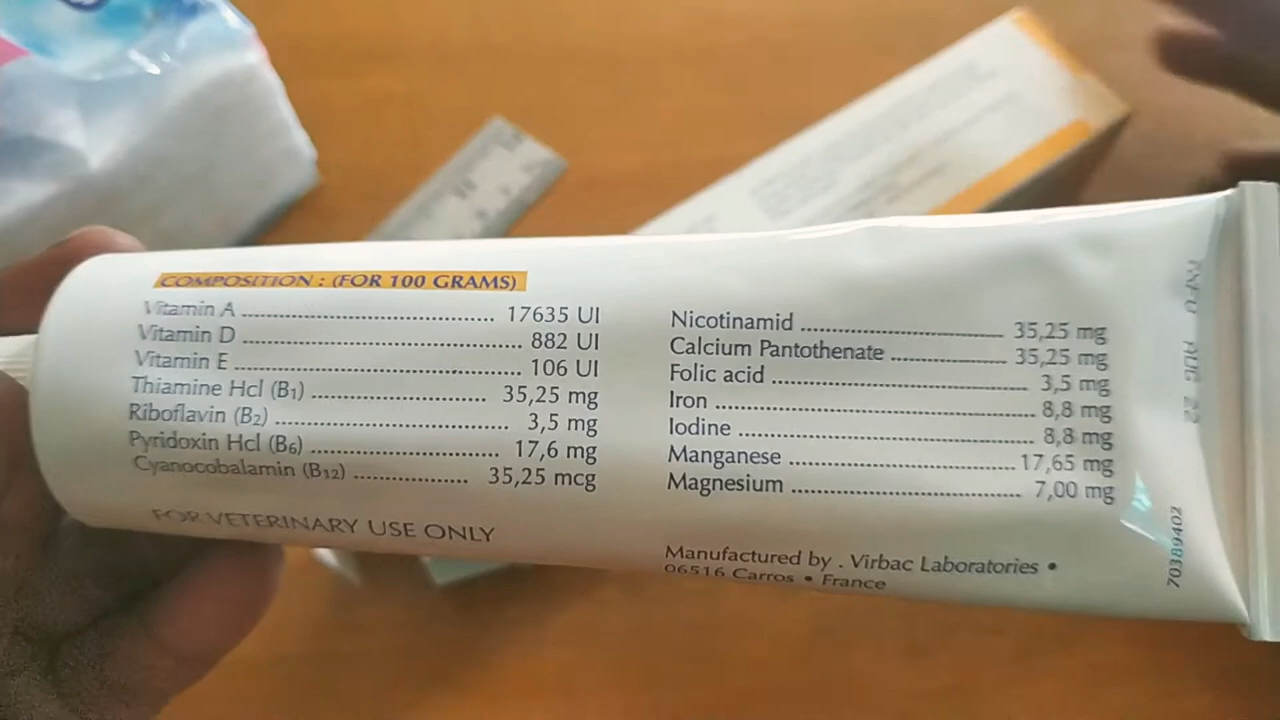 COMPOSITION : (FOR 100 GRAMS)
Vitamin A ........................................ 17635 UI
Vitamin D ........................................ 882 UI
Vitamin E ........................................ 106 UI
Thiamine Hcl (B1) ........................ 35,25 mg
Riboflavin (B2) ................................ 3,5 mg
Pyridoxin Hcl (B6) ........................ 17,6 mg
Cyanocobalamin (B12) ................ 35,25 mcg
FOR VETERINARY USE ONLY
Nicotinamid ................................ 35,25 mg
Calcium Pantothenate ................ 35,25 mg
Folic acid ........................................ 3,5 mg
Iron ................................................ 8,8 mg
Iodine ............................................ 8,8 mg
Manganese ................................ 17,65 mg
Magnesium ................................ 7,00 mg
Manufactured by . Virbac Laboratories •
06516 Carros • France
AUG 22
70389402